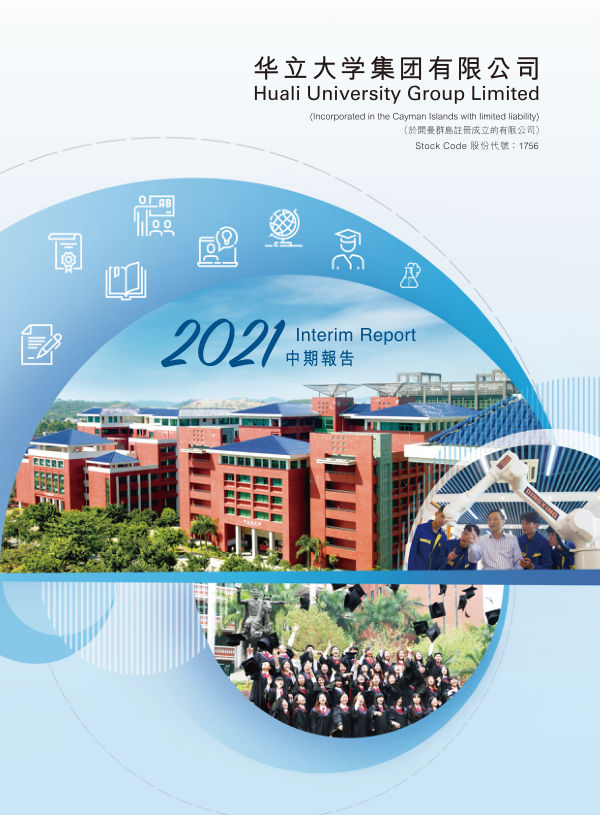 华立大学集团有限公司
Huali University Group Limited
(Incorporated in the Cayman Islands with limited liability)
(於開曼群島註冊成立的有限公司)
Stock Code 股份代號：1756
AB
2021 Interim Report
中期報告